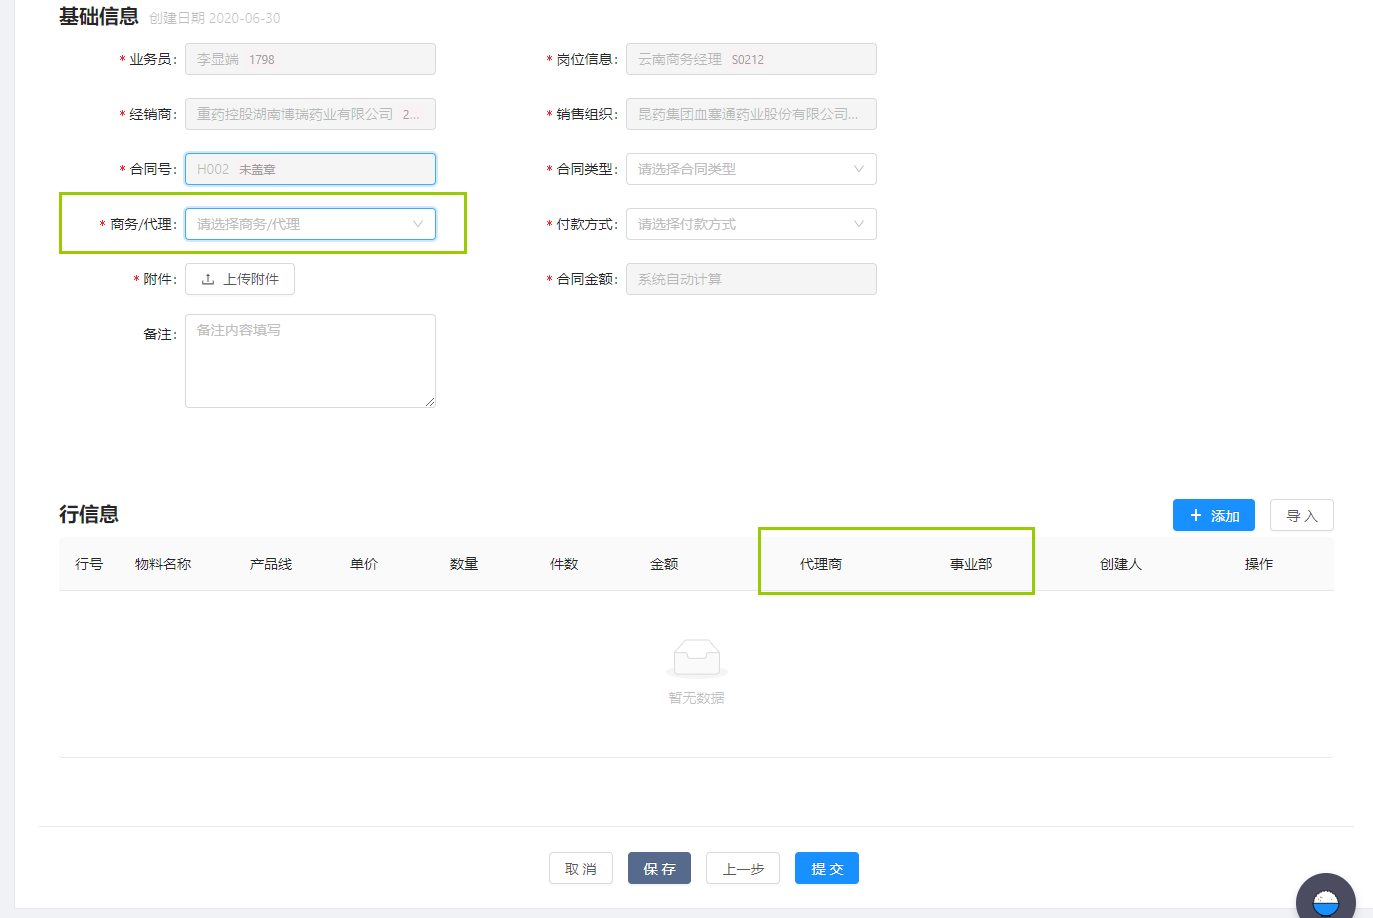 基础信息 创建日期 2020-06-30
* 业务员: 李显端 1798 * 岗位信息: 云南商务经理 S0212
* 经销商: 重药控股湖南博瑞药业有限公司 2... * 销售组织: 昆药集团血塞通药业股份有限公司...
* 合同号: H002 未盖章 * 合同类型: 请选择合同类型
* 商务/代理: 请选择商务/代理 * 付款方式: 请选择付款方式
* 附件: 上传附件 * 合同金额: 系统自动计算
备注: 备注内容填写
行信息 + 添加 导 入
行号 物料名称 产品线 单价 数量 件数 金额 代理商 事业部 创建人 操作
暂无数据
取 消 保 存 上一步 提 交